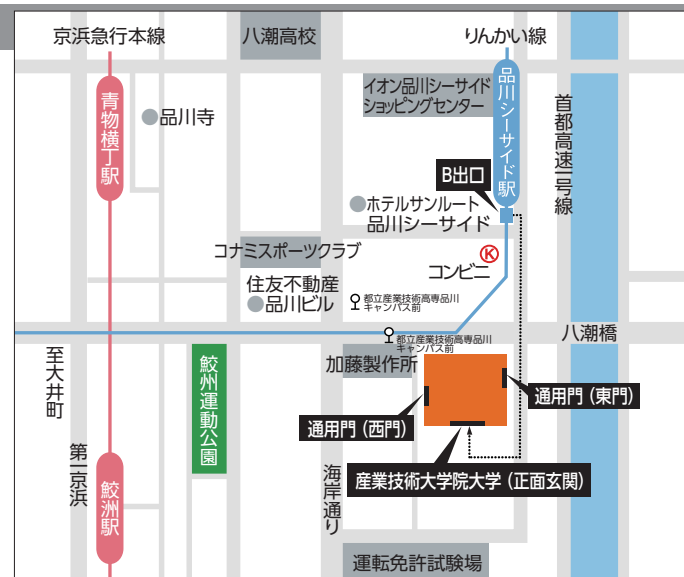 京浜急行本線
八潮高校
りんかい線
イオン品川シーサイド
ショッピングセンター
品川シーサイド駅
首都高速一号線
青物横丁駅
品川寺
B出口
ホテルサンルート
品川シーサイド
コナミスポーツクラブ
K
コンビニ
住友不動産
品川ビル
都立産業技術高専品川
キャンパス前
都立産業技術高専品川
キャンパス前
八潮橋
至大井町
鮫州運動公園
加藤製作所
通用門（東門）
通用門（西門）
第一京浜
鮫洲駅
海岸通り
産業技術大学院大学（正面玄関）
運転免許試験場